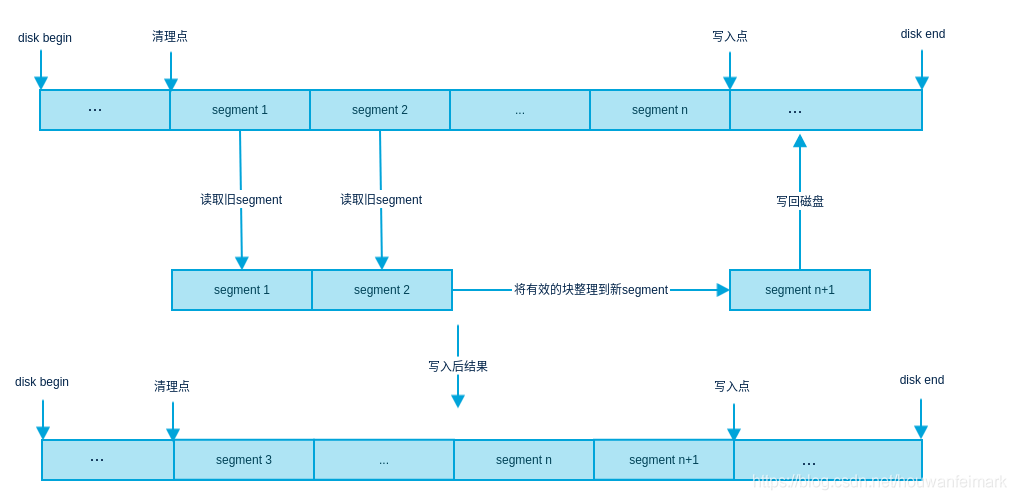 disk begin
清理点
写入点
disk end
...
segment 1
segment 2
...
segment n
...
读取旧segment
读取旧segment
写回磁盘
segment 1
segment 2
将有效的块整理到新segment
segment n+1
写入后结果
disk begin
清理点
写入点
disk end
...
segment 3
...
segment n
segment n+1
...
https://blog.csdn.net/houwanfeimark